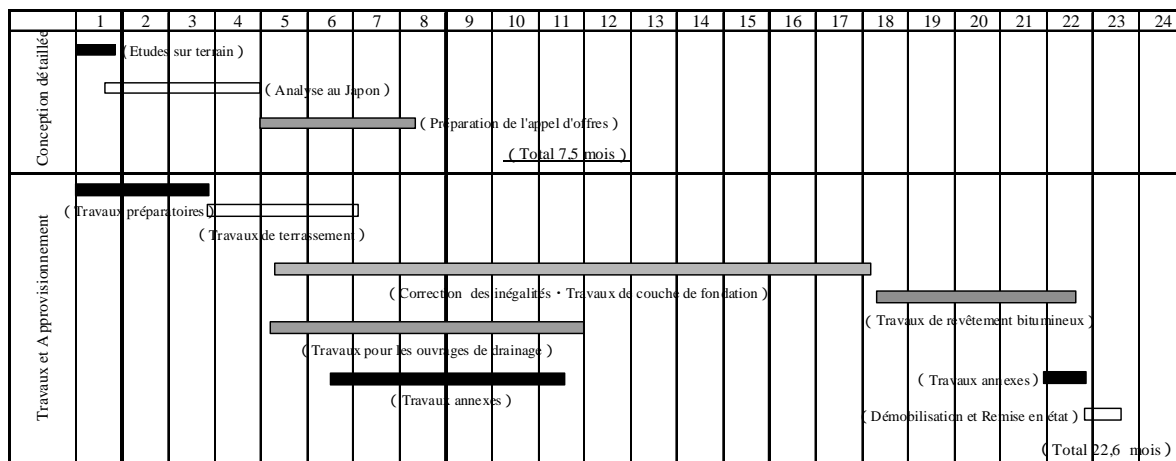 1 2 3 4 5 6 7 8 9 10 11 12 13 14 15 16 17 18 19 20 21 22 23 24
Conception détaillée
( Etudes sur terrain )
( Analyse au Japon )
( Préparation de l'appel d'offres )
( Total 7,5 mois )
Travaux et Approvisionnement
( Travaux préparatoires )
( Travaux de terrassement )
( Correction des inégalités・Travaux de couche de fondation )
( Travaux de revêtement bitumineux )
( Travaux pour les ouvrages de drainage )
( Travaux annexes )
( Travaux annexes )
( Démobilisation et Remise en état )
( Total 22,6 mois )